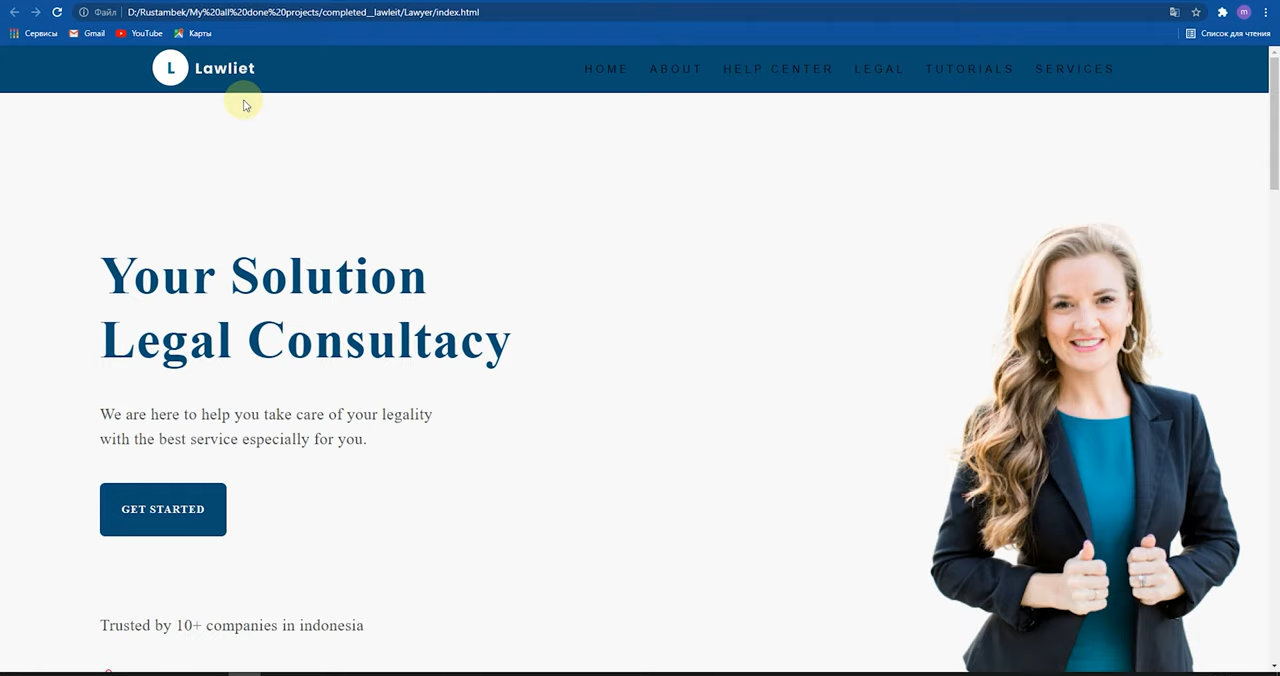 Файл D:/Rustambek/My%20all%20done%20projects/completed__lawleit/Lawyer/index.html m
Сервисы Gmail YouTube Карты Список для чтения
L Lawliet HOME ABOUT HELP CENTER LEGAL TUTORIALS SERVICES
Your Solution
Legal Consultacy
We are here to help you take care of your legality
with the best service especially for you.
GET STARTED
Trusted by 10+ companies in indonesia